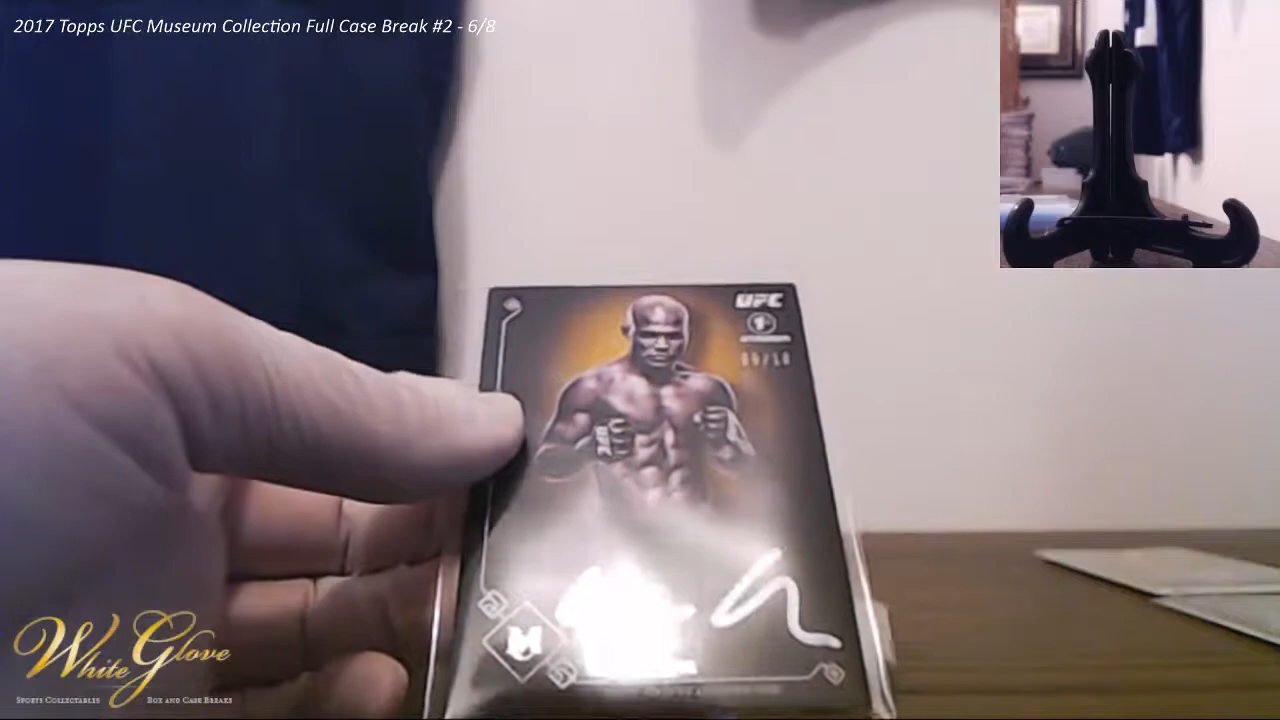 2017 Topps UFC Museum Collection Full Case Break #2 - 6/8
UFC
09/10
M
White Glove
Sports Collectables Box and Case Breaks